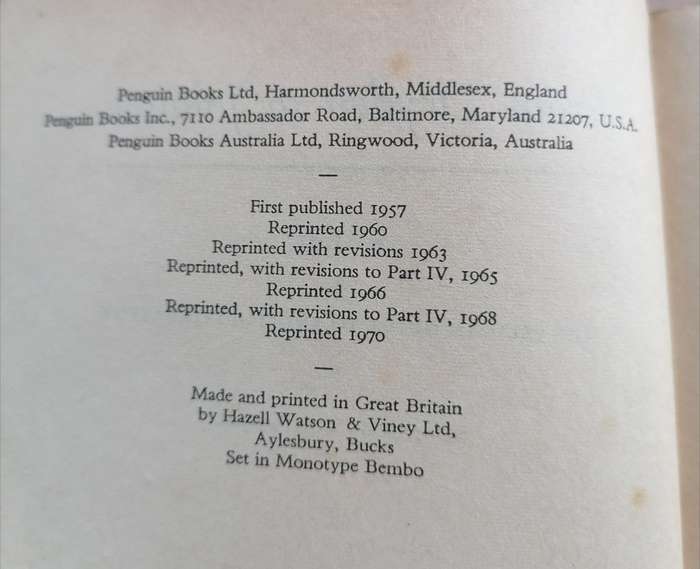 Penguin Books Ltd, Harmondsworth, Middlesex, England
Penguin Books Inc., 7110 Ambassador Road, Baltimore, Maryland 21207, U.S.A.
Penguin Books Australia Ltd, Ringwood, Victoria, Australia
—
First published 1957
Reprinted 1960
Reprinted with revisions 1963
Reprinted, with revisions to Part IV, 1965
Reprinted 1966
Reprinted, with revisions to Part IV, 1968
Reprinted 1970
—
Made and printed in Great Britain
by Hazell Watson & Viney Ltd,
Aylesbury, Bucks
Set in Monotype Bembo